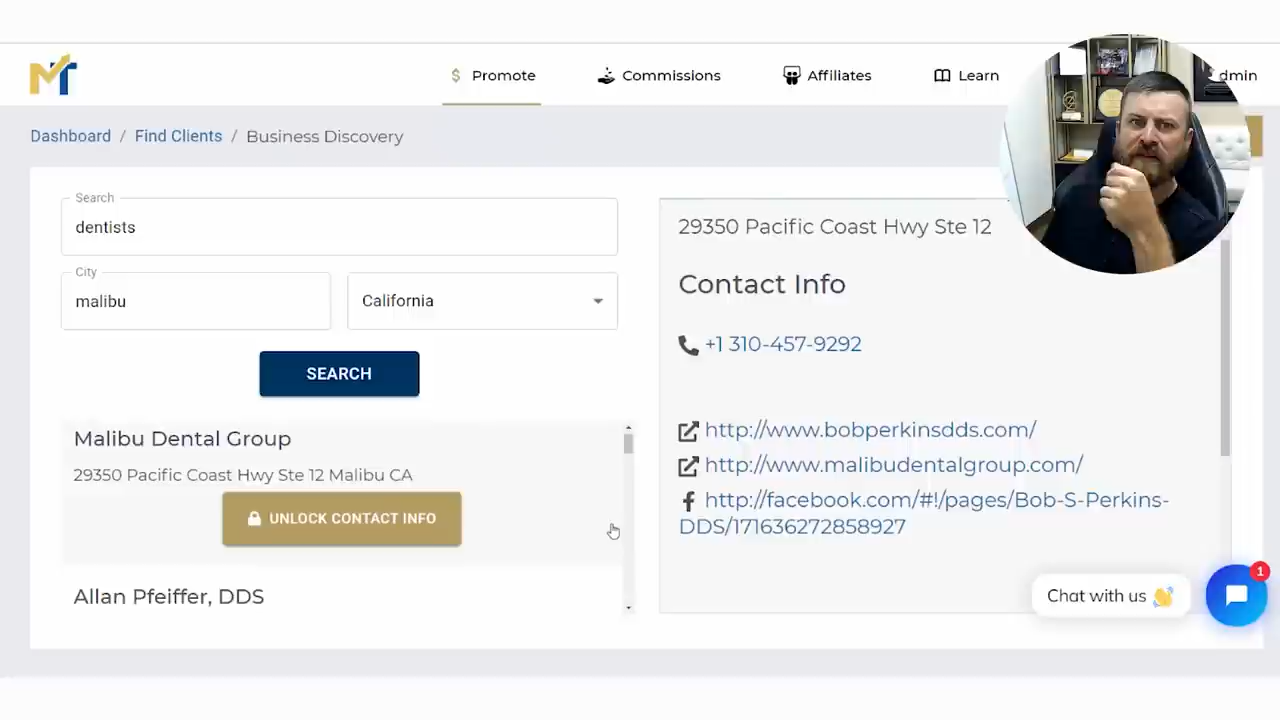 MT
$ Promote
Commissions
Affiliates
Learn
dmin
Dashboard / Find Clients / Business Discovery
Search
dentists
City
malibu
California
SEARCH
Malibu Dental Group
29350 Pacific Coast Hwy Ste 12 Malibu CA
UNLOCK CONTACT INFO
Allan Pfeiffer, DDS
29350 Pacific Coast Hwy Ste 12
Contact Info
+1 310-457-9292
http://www.bobperkinsdds.com/
http://www.malibudentalgroup.com/
http://facebook.com/#!/pages/Bob-S-Perkins-
DDS/171636272858927
Chat with us 👋
1